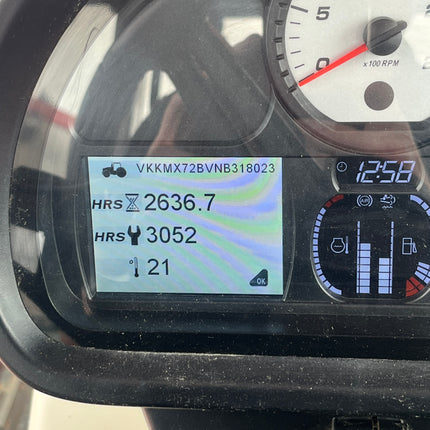 5
0
x100 RPM
VKKMX72BVNB318023
12:58
HRS 2636.7
HRS 3052
° 21
OK